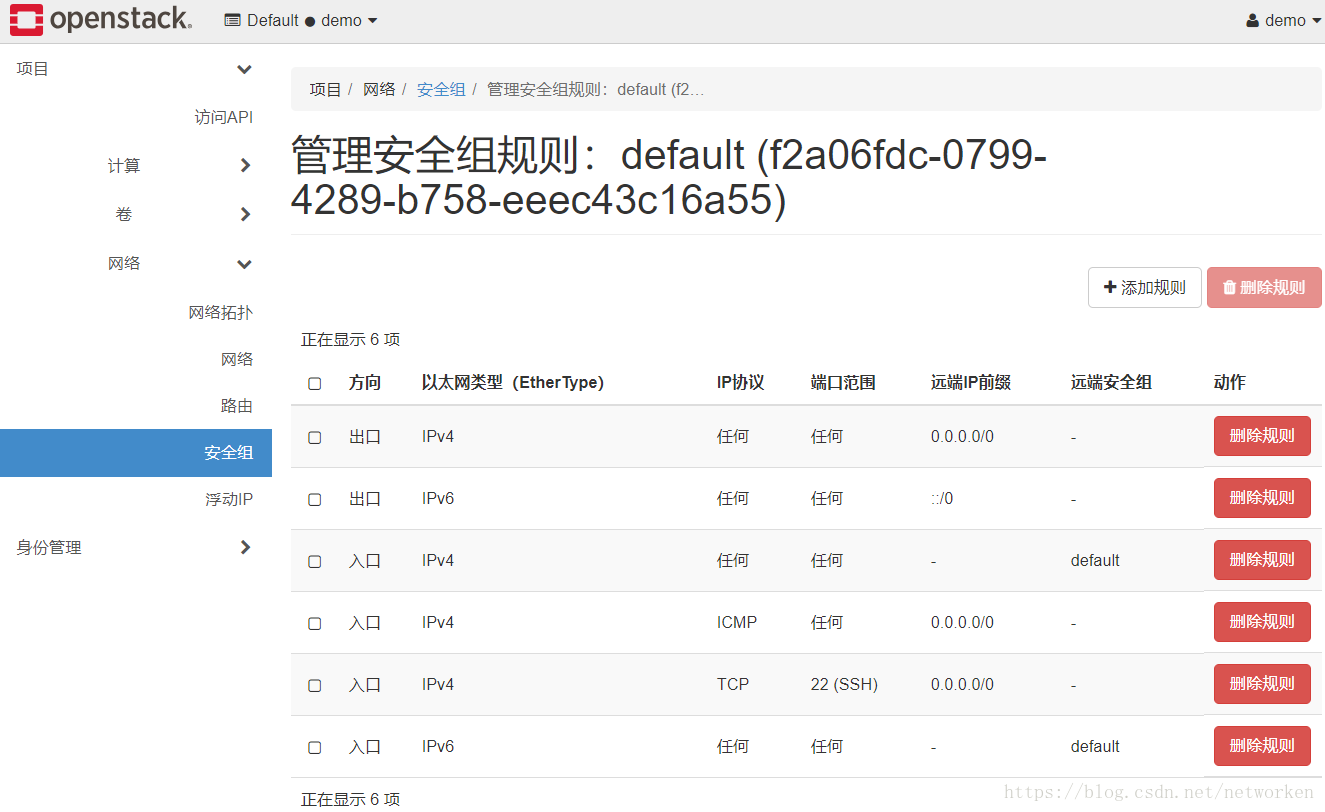 openstack. Default ● demo demo
项目
访问API
计算
卷
网络
网络拓扑
网络
路由
安全组
浮动IP
身份管理
项目 / 网络 / 安全组 / 管理安全组规则：default (f2...
管理安全组规则：default (f2a06fdc-0799-
4289-b758-eeec43c16a55)
添加规则 删除规则
正在显示 6 项
方向 以太网类型（EtherType） IP协议 端口范围 远端IP前缀 远端安全组 动作
出口 IPv4 任何 任何 0.0.0.0/0 - 删除规则
出口 IPv6 任何 任何 ::/0 - 删除规则
入口 IPv4 任何 任何 - default 删除规则
入口 IPv4 ICMP 任何 0.0.0.0/0 - 删除规则
入口 IPv4 TCP 22 (SSH) 0.0.0.0/0 - 删除规则
入口 IPv6 任何 任何 - default 删除规则
正在显示 6 项
https://blog.csdn.net/networken